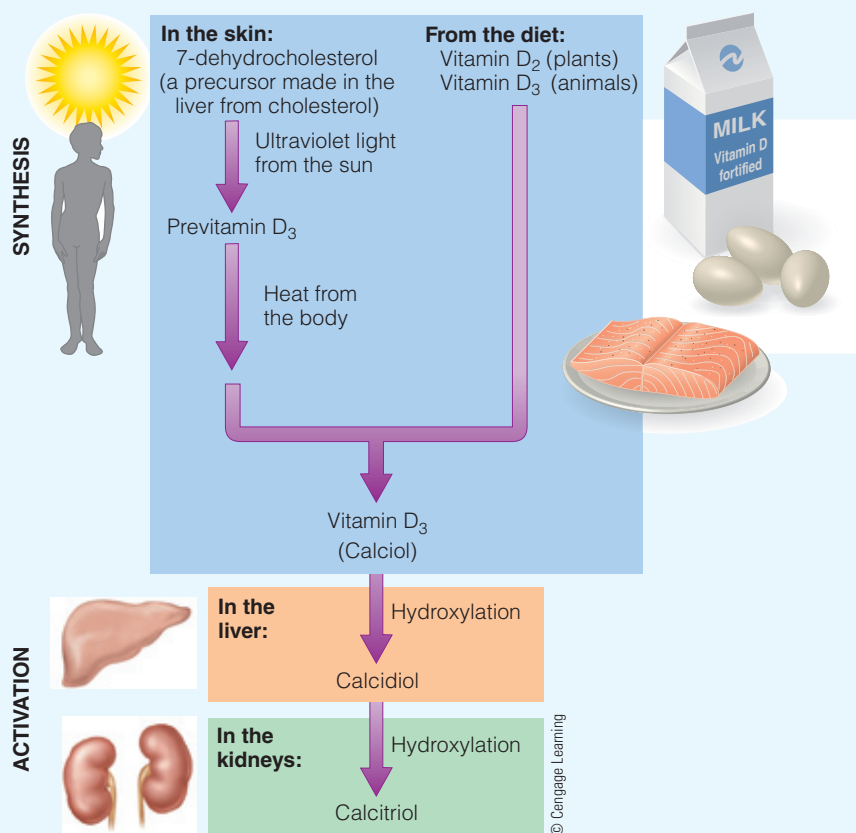 SYNTHESIS
In the skin:
7-dehydrocholesterol
(a precursor made in the
liver from cholesterol)
Ultraviolet light
from the sun
Previtamin D3
Heat from
the body
From the diet:
Vitamin D2 (plants)
Vitamin D3 (animals)
MILK
Vitamin D
fortified
Vitamin D3
(Calciol)
ACTIVATION
In the
liver:
Hydroxylation
Calcidiol
In the
kidneys:
Hydroxylation
Calcitriol
© Cengage Learning